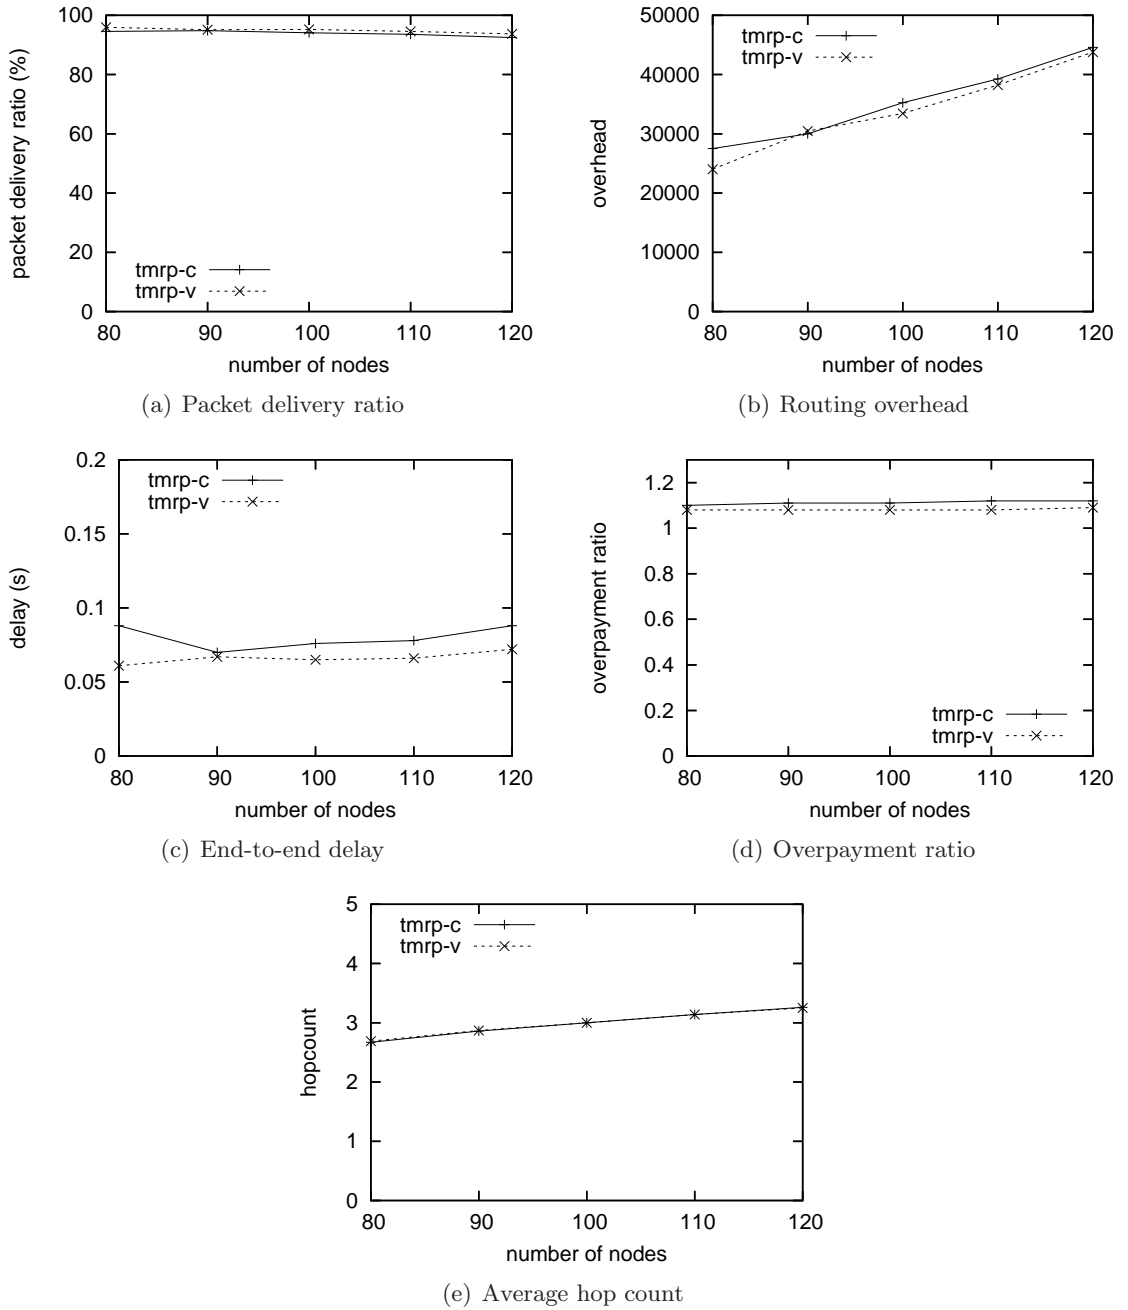 packet delivery ratio (%)
100
80
60
40
20
0
tmrp-c
tmrp-v
80 90 100 110 120
number of nodes
(a) Packet delivery ratio
overhead
50000
40000
30000
20000
10000
0
tmrp-c
tmrp-v
80 90 100 110 120
number of nodes
(b) Routing overhead
delay (s)
0.2
0.15
0.1
0.05
0
tmrp-c
tmrp-v
80 90 100 110 120
number of nodes
(c) End-to-end delay
overpayment ratio
1.2
1
0.8
0.6
0.4
0.2
0
tmrp-c
tmrp-v
80 90 100 110 120
number of nodes
(d) Overpayment ratio
hopcount
5
4
3
2
1
0
tmrp-c
tmrp-v
80 90 100 110 120
number of nodes
(e) Average hop count